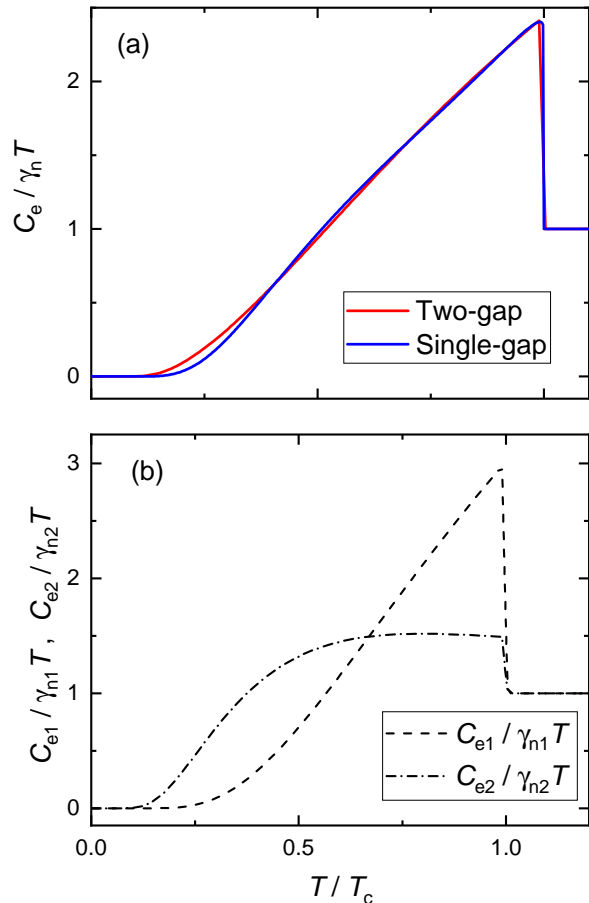 (a)
2
1
0
C_e / γ_n T
Two-gap
Single-gap
(b)
3
2
1
0
C_e1 / γ_n1 T , C_e2 / γ_n2 T
C_e1 / γ_n1 T
C_e2 / γ_n2 T
0.0 0.5 1.0
T / T_c